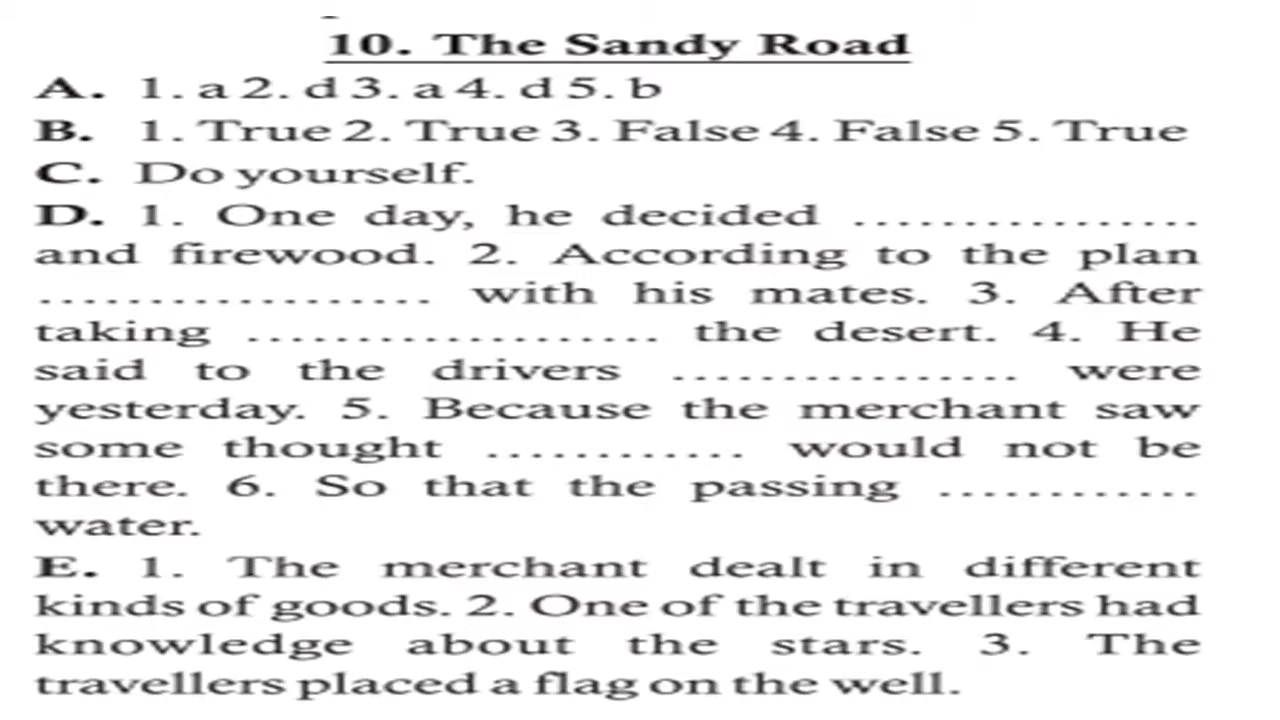 10. The Sandy Road
A. 1. a 2. d 3. a 4. d 5. b
B. 1. True 2. True 3. False 4. False 5. True
C. Do yourself.
D. 1. One day, he decided .................
and firewood. 2. According to the plan
................... with his mates. 3. After
taking .................... the desert. 4. He
said to the drivers ................. were
yesterday. 5. Because the merchant saw
some thought ............. would not be
there. 6. So that the passing .............
water.
E. 1. The merchant dealt in different
kinds of goods. 2. One of the travellers had
knowledge about the stars. 3. The
travellers placed a flag on the well.